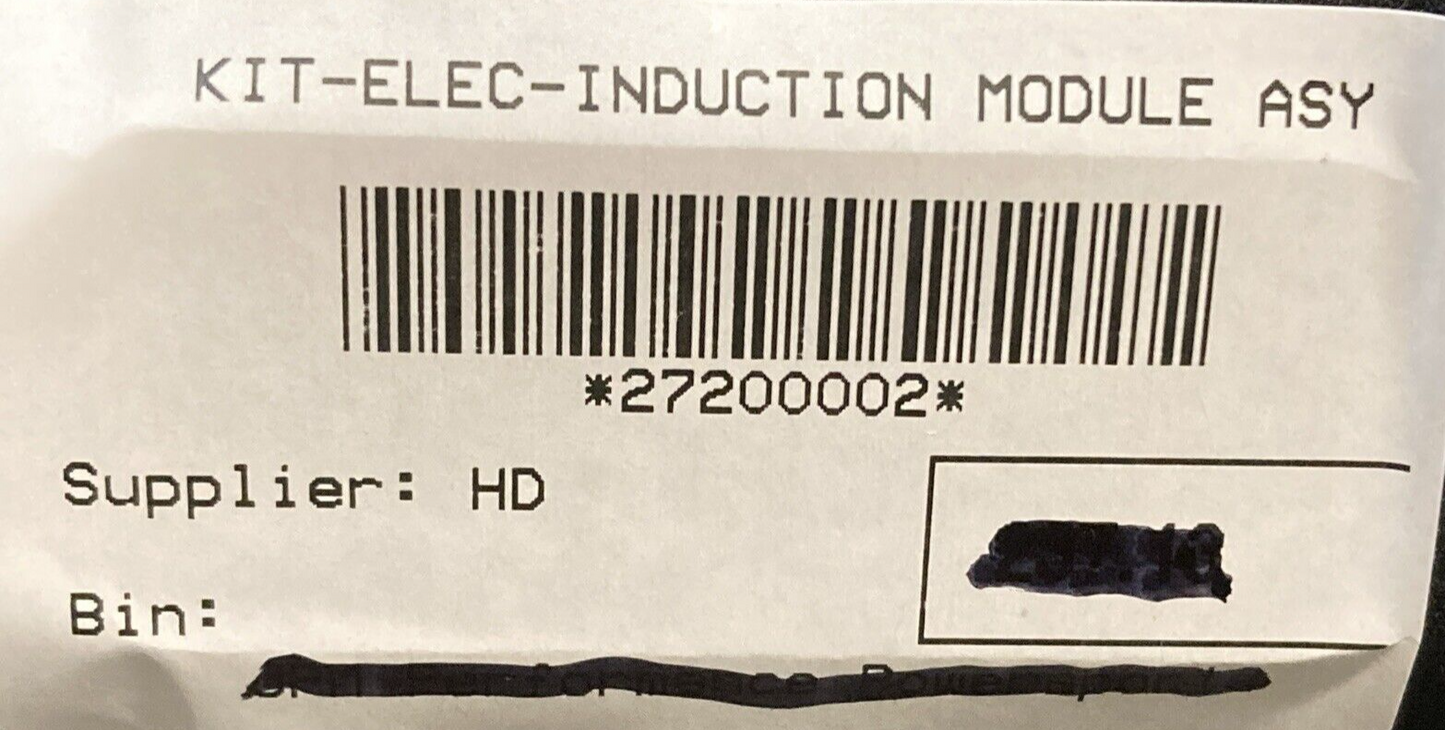 KIT-ELEC-INDUCTION MODULE ASY
*27200002*
Supplier: HD
Bin: